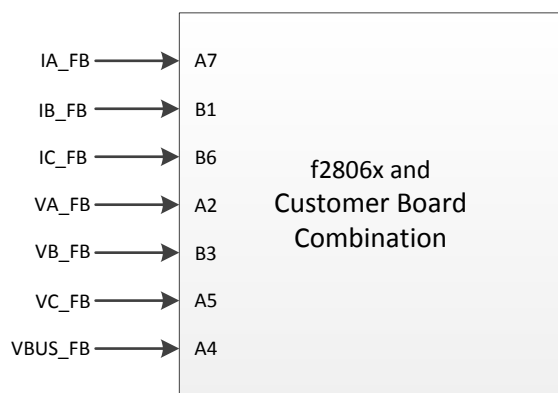 IA_FB A7
IB_FB B1
IC_FB B6
VA_FB A2
VB_FB B3
VC_FB A5
VBUS_FB A4
f2806x and
Customer Board
Combination